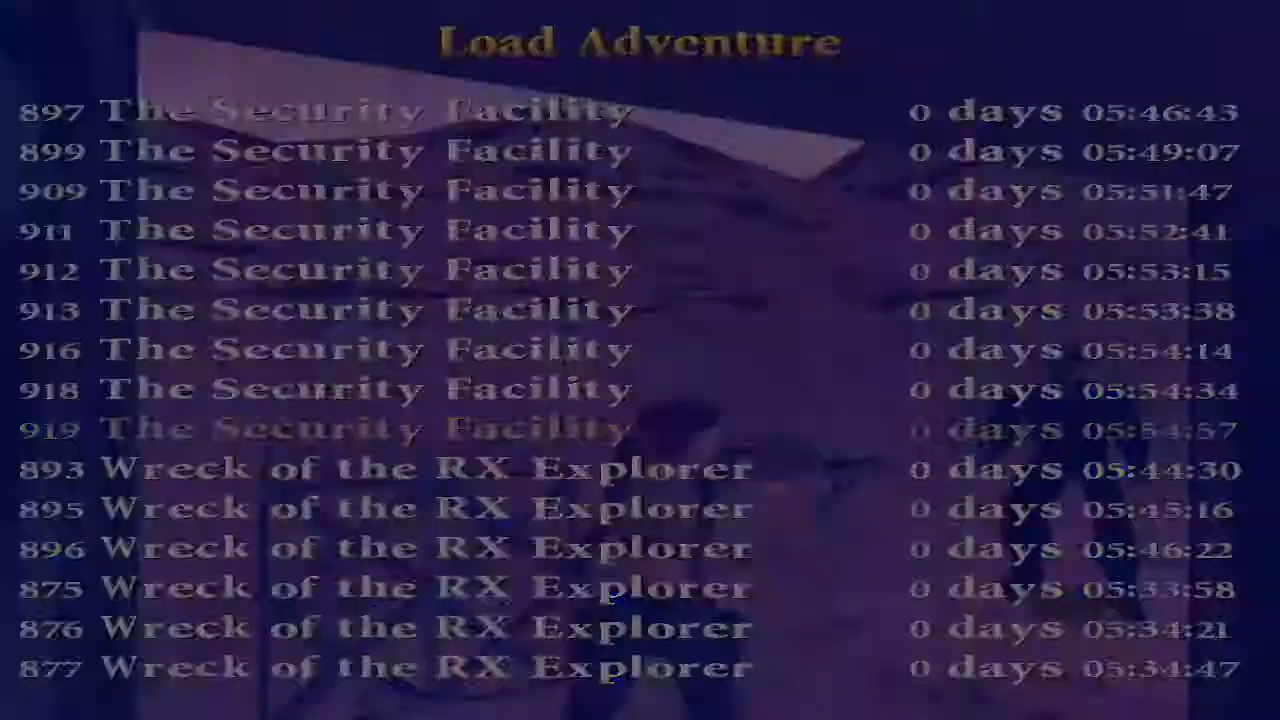 Load Adventure
897 The Security Facility 0 days 05:46:43
899 The Security Facility 0 days 05:49:07
909 The Security Facility 0 days 05:51:47
911 The Security Facility 0 days 05:52:41
912 The Security Facility 0 days 05:53:15
913 The Security Facility 0 days 05:53:38
916 The Security Facility 0 days 05:54:14
918 The Security Facility 0 days 05:54:34
919 The Security Facility 0 days 05:54:57
893 Wreck of the RX Explorer 0 days 05:44:30
895 Wreck of the RX Explorer 0 days 05:45:16
896 Wreck of the RX Explorer 0 days 05:46:22
875 Wreck of the RX Explorer 0 days 05:33:58
876 Wreck of the RX Explorer 0 days 05:34:21
877 Wreck of the RX Explorer 0 days 05:34:47